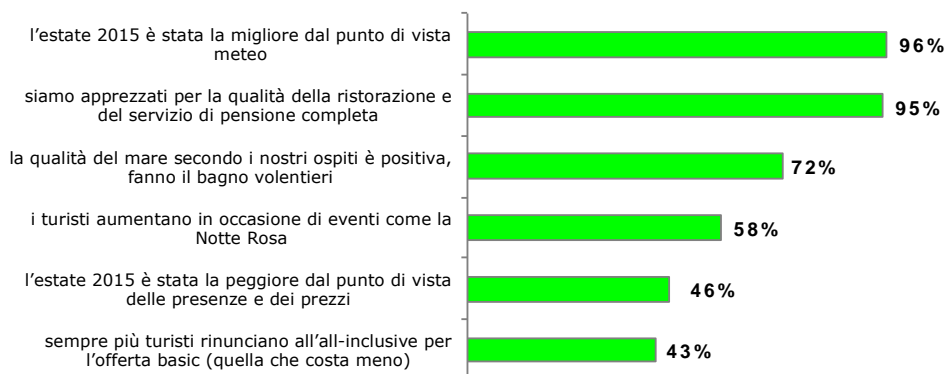 l'estate 2015 è stata la migliore dal punto di vista
meteo
96%
siamo apprezzati per la qualità della ristorazione e
del servizio di pensione completa
95%
la qualità del mare secondo i nostri ospiti è positiva,
fanno il bagno volentieri
72%
i turisti aumentano in occasione di eventi come la
Notte Rosa
58%
l'estate 2015 è stata la peggiore dal punto di vista
delle presenze e dei prezzi
46%
sempre più turisti rinunciano all'all-inclusive per
l'offerta basic (quella che costa meno)
43%